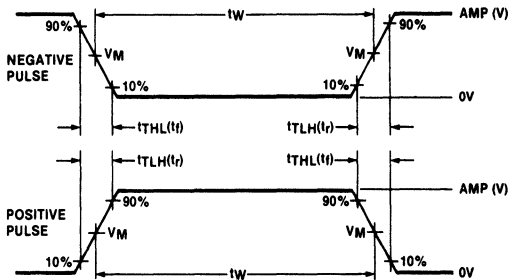 tW
AMP (V)
90% 90%
NEGATIVE
PULSE
VM VM
10% 10%
0V
tTHL(tf) tTLH(tr)
tTLH(tr) tTHL(tf)
AMP (V)
90% 90%
POSITIVE
PULSE
VM VM
10% 10%
0V
tW